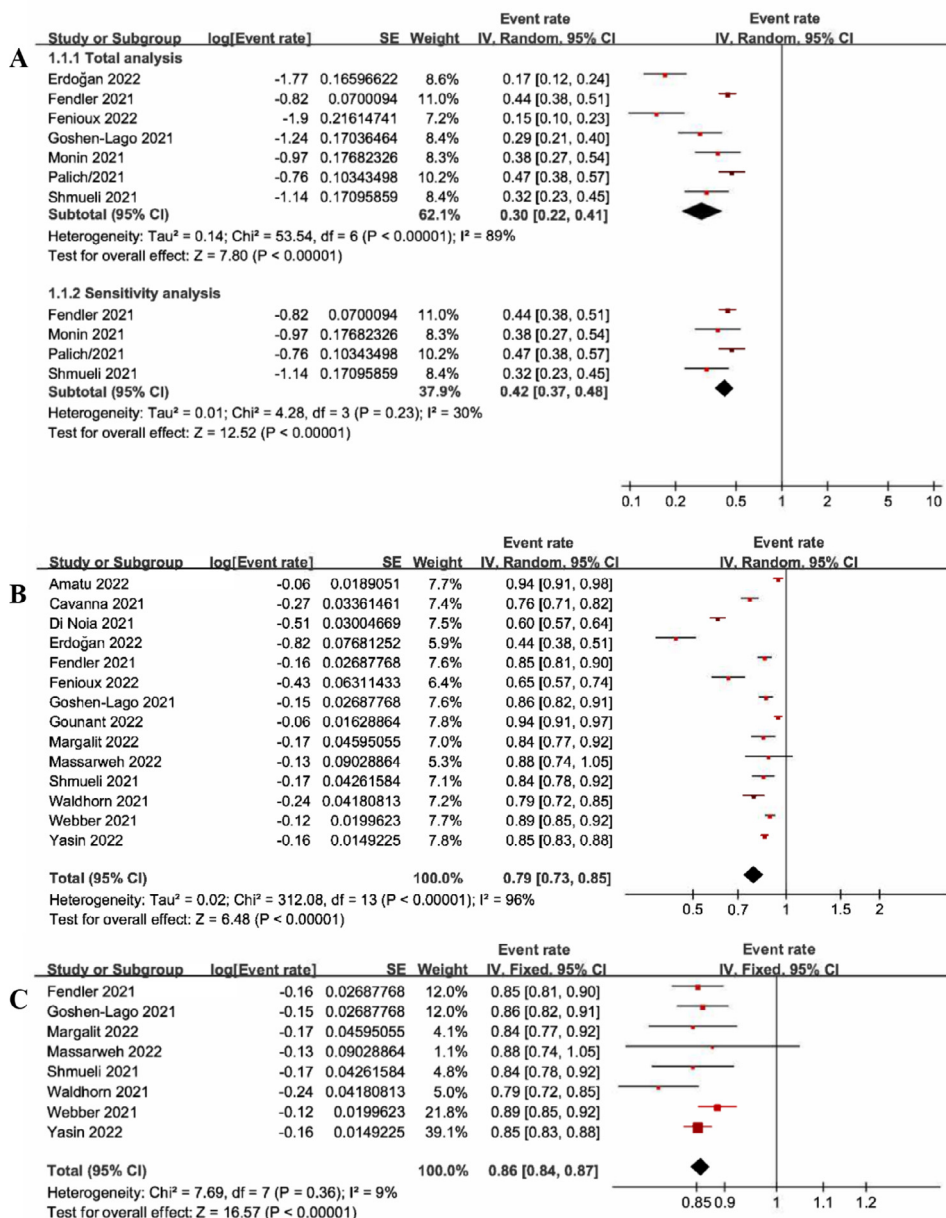 A
Event rate Event rate
Study or Subgroup log[Event rate] SE Weight IV. Random. 95% CI IV. Random. 95% CI
1.1.1 Total analysis
Erdoğan 2022 -1.77 0.16596622 8.6% 0.17 [0.12, 0.24]
Fendler 2021 -0.82 0.0700094 11.0% 0.44 [0.38, 0.51]
Fenioux 2022 -1.9 0.21614741 7.2% 0.15 [0.10, 0.23]
Goshen-Lago 2021 -1.24 0.17036464 8.4% 0.29 [0.21, 0.40]
Monin 2021 -0.97 0.17682326 8.3% 0.38 [0.27, 0.54]
Palich/2021 -0.76 0.10343498 10.2% 0.47 [0.38, 0.57]
Shmueli 2021 -1.14 0.17095859 8.4% 0.32 [0.23, 0.45]
Subtotal (95% CI) 62.1% 0.30 [0.22, 0.41]
Heterogeneity: Tau² = 0.14; Chi² = 53.54, df = 6 (P < 0.00001); I² = 89%
Test for overall effect: Z = 7.80 (P < 0.00001)
1.1.2 Sensitivity analysis
Fendler 2021 -0.82 0.0700094 11.0% 0.44 [0.38, 0.51]
Monin 2021 -0.97 0.17682326 8.3% 0.38 [0.27, 0.54]
Palich/2021 -0.76 0.10343498 10.2% 0.47 [0.38, 0.57]
Shmueli 2021 -1.14 0.17095859 8.4% 0.32 [0.23, 0.45]
Subtotal (95% CI) 37.9% 0.42 [0.37, 0.48]
Heterogeneity: Tau² = 0.01; Chi² = 4.28, df = 3 (P = 0.23); I² = 30%
Test for overall effect: Z = 12.52 (P < 0.00001)
0.1 0.2 0.5 1 2 5 10
B
Event rate Event rate
Study or Subgroup log[Event rate] SE Weight IV. Random. 95% CI IV. Random. 95% CI
Amatu 2022 -0.06 0.0189051 7.7% 0.94 [0.91, 0.98]
Cavanna 2021 -0.27 0.03361461 7.4% 0.76 [0.71, 0.82]
Di Noia 2021 -0.51 0.03004669 7.5% 0.60 [0.57, 0.64]
Erdoğan 2022 -0.82 0.07681252 5.9% 0.44 [0.38, 0.51]
Fendler 2021 -0.16 0.02687768 7.6% 0.85 [0.81, 0.90]
Fenioux 2022 -0.43 0.06311433 6.4% 0.65 [0.57, 0.74]
Goshen-Lago 2021 -0.15 0.02687768 7.6% 0.86 [0.82, 0.91]
Gounant 2022 -0.06 0.01628864 7.8% 0.94 [0.91, 0.97]
Margalit 2022 -0.17 0.04595055 7.0% 0.84 [0.77, 0.92]
Massarweh 2022 -0.13 0.09028864 5.3% 0.88 [0.74, 1.05]
Shmueli 2021 -0.17 0.04261584 7.1% 0.84 [0.78, 0.92]
Waldhorn 2021 -0.24 0.04180813 7.2% 0.79 [0.72, 0.85]
Webber 2021 -0.12 0.0199623 7.7% 0.89 [0.85, 0.92]
Yasin 2022 -0.16 0.0149225 7.8% 0.85 [0.83, 0.88]
Total (95% CI) 100.0% 0.79 [0.73, 0.85]
Heterogeneity: Tau² = 0.02; Chi² = 312.08, df = 13 (P < 0.00001); I² = 96%
Test for overall effect: Z = 6.48 (P < 0.00001)
0.5 0.7 1 1.5 2
C
Event rate Event rate
Study or Subgroup log[Event rate] SE Weight IV. Fixed. 95% CI IV. Fixed. 95% CI
Fendler 2021 -0.16 0.02687768 12.0% 0.85 [0.81, 0.90]
Goshen-Lago 2021 -0.15 0.02687768 12.0% 0.86 [0.82, 0.91]
Margalit 2022 -0.17 0.04595055 4.1% 0.84 [0.77, 0.92]
Massarweh 2022 -0.13 0.09028864 1.1% 0.88 [0.74, 1.05]
Shmueli 2021 -0.17 0.04261584 4.8% 0.84 [0.78, 0.92]
Waldhorn 2021 -0.24 0.04180813 5.0% 0.79 [0.72, 0.85]
Webber 2021 -0.12 0.0199623 21.8% 0.89 [0.85, 0.92]
Yasin 2022 -0.16 0.0149225 39.1% 0.85 [0.83, 0.88]
Total (95% CI) 100.0% 0.86 [0.84, 0.87]
Heterogeneity: Chi² = 7.69, df = 7 (P = 0.36); I² = 9%
Test for overall effect: Z = 16.57 (P < 0.00001)
0.85 0.9 1 1.1 1.2